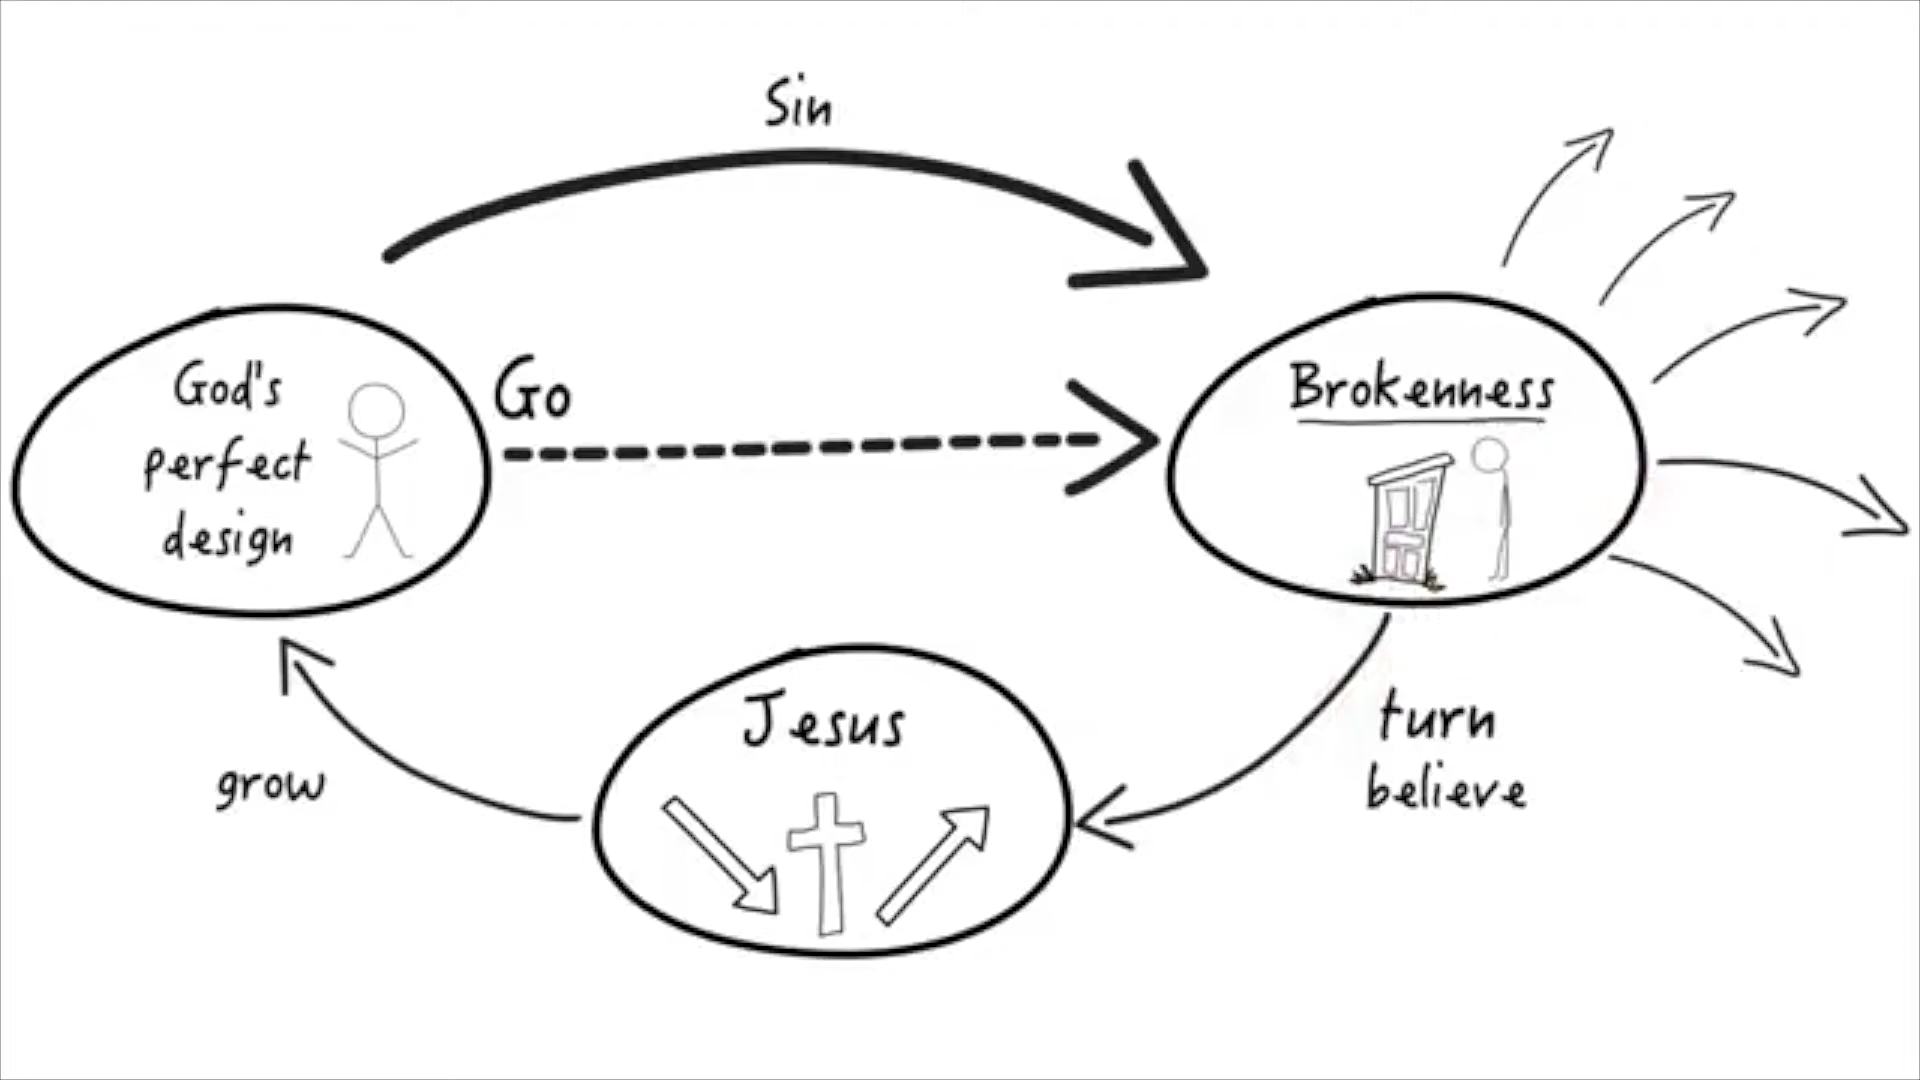 Sin
God's
perfect
design
Go
Brokenness
Jesus
turn
believe
grow